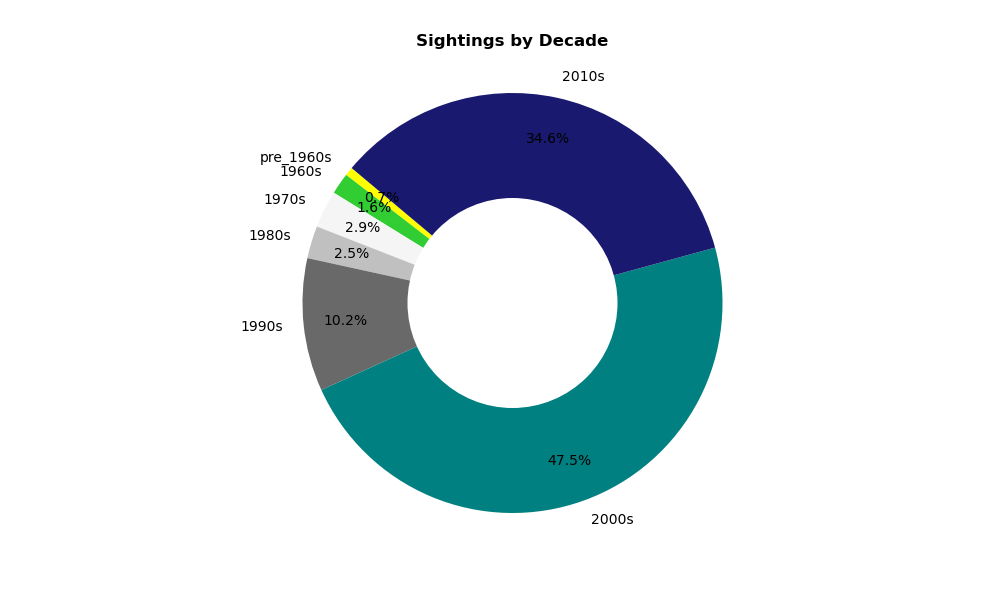 Sightings by Decade
2010s
34.6%
pre_1960s
0.7%
1960s
1.6%
1970s
2.9%
1980s
2.5%
1990s
10.2%
2000s
47.5%